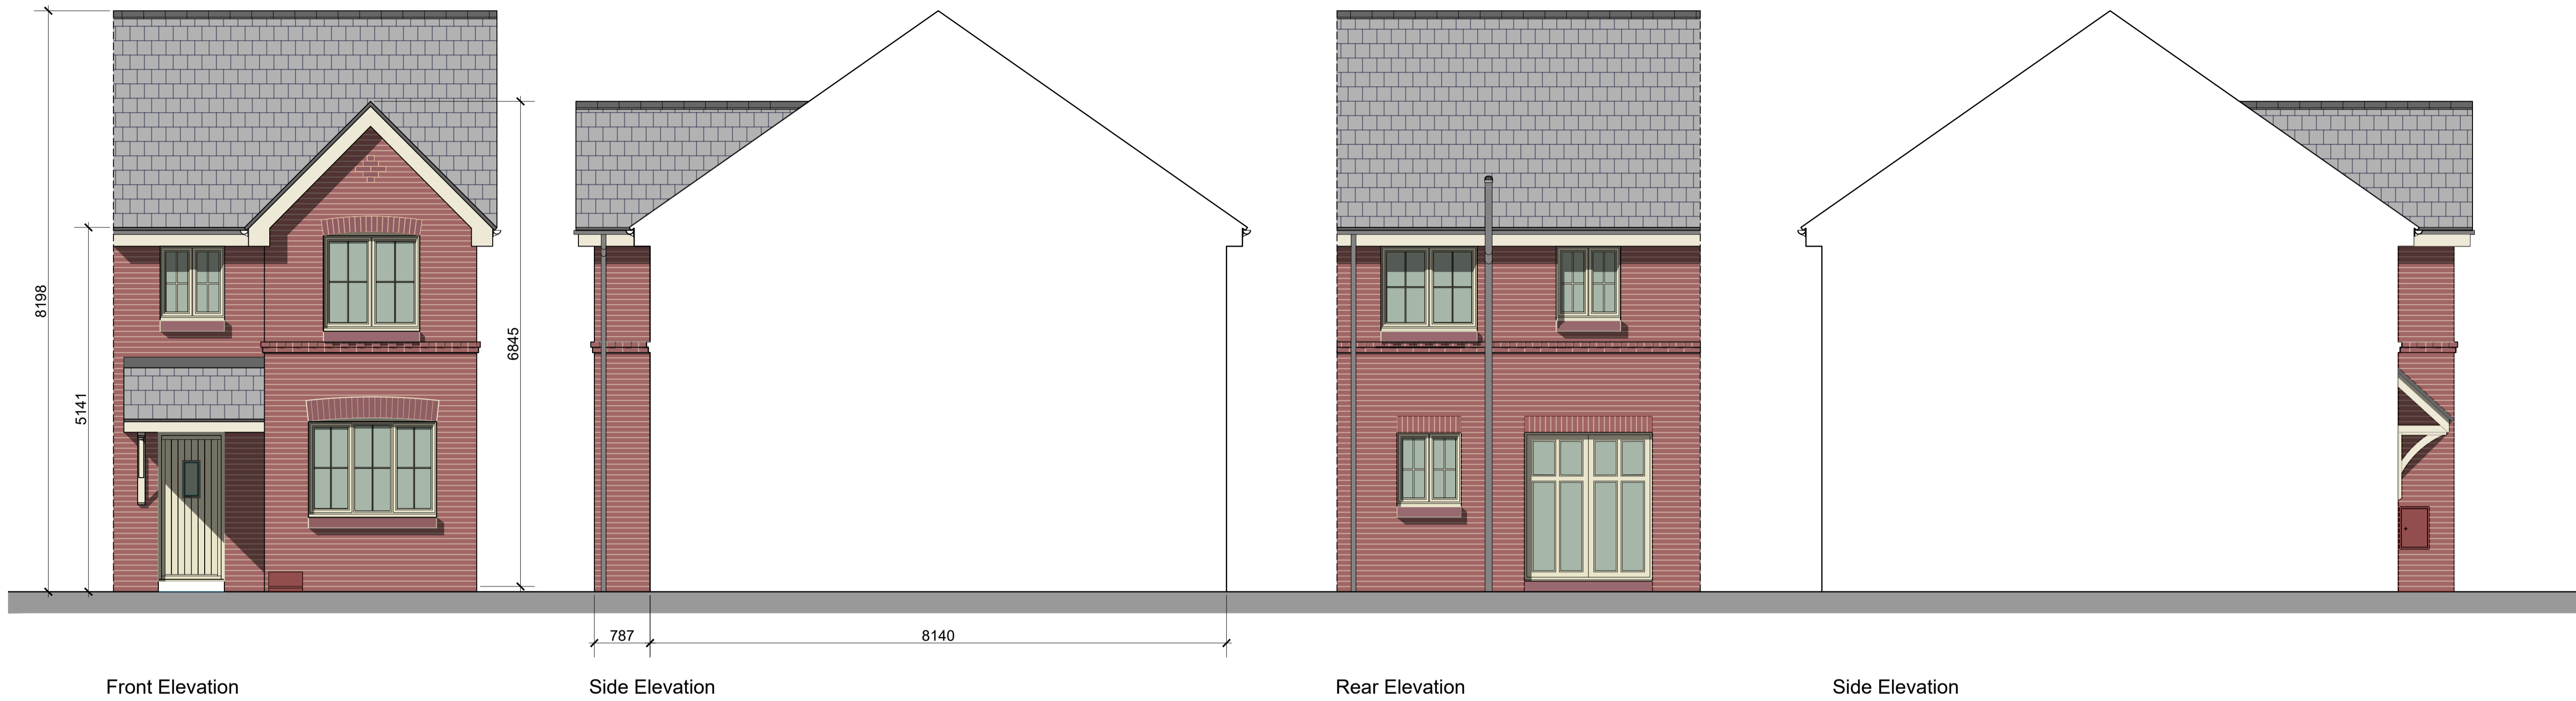 8198
5141
6845
787
8140
Front Elevation
Side Elevation
Rear Elevation
Side Elevation